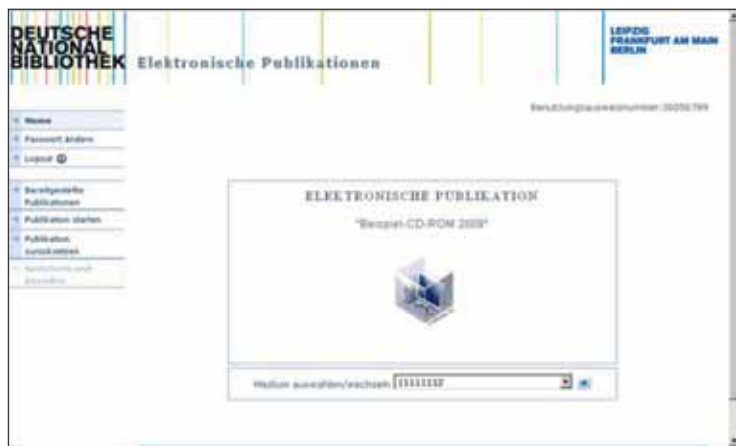 DEUTSCHE
NATIONAL
BIBLIOTHEK
Elektronische Publikationen
LEIPZIG
FRANKFURT AM MAIN
BERLIN
Home
Passwort ändern
Logout
Bereitgestellte
Publikationen
Publikation starten
Publikation
zurücksetzen
ELEKTRONISCHE PUBLIKATION
"Beispiel-CD-ROM 2009"
Medium auswählen/wechseln